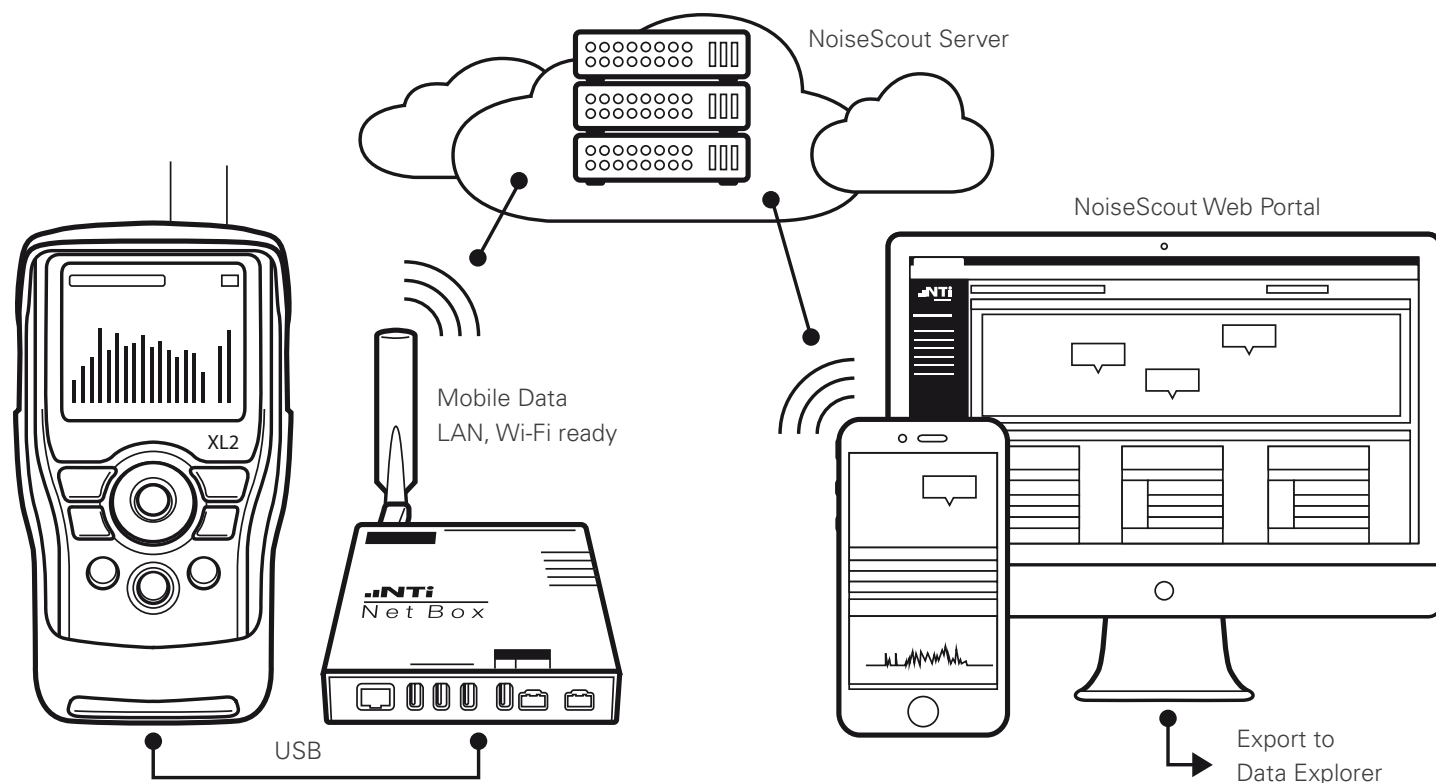 NoiseScout Server
NoiseScout Web Portal
NTi
XL2
Mobile Data
LAN, Wi-Fi ready
NTi
Net Box
USB
Export to
Data Explorer